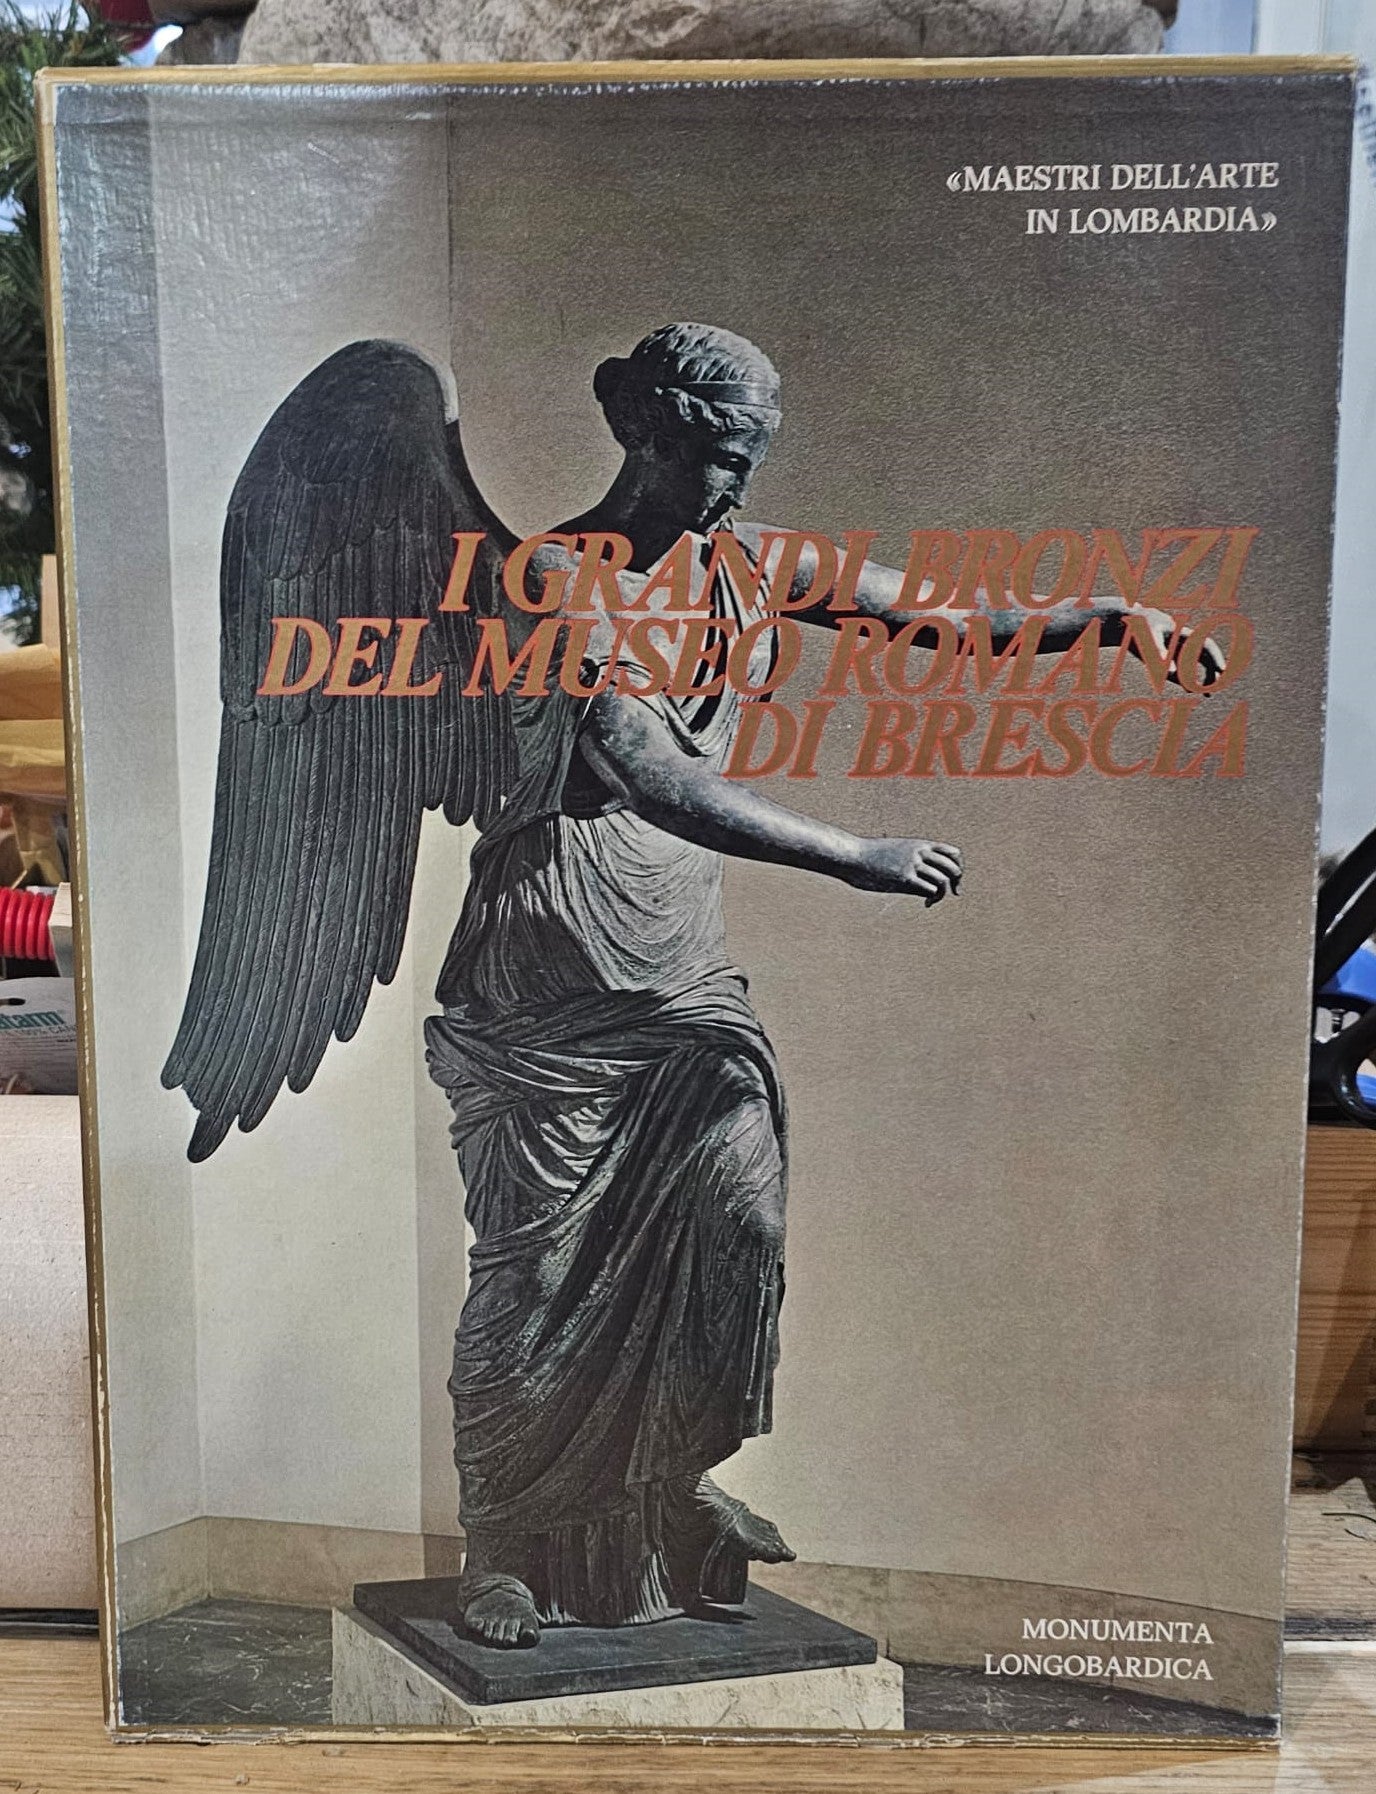 «MAESTRI DELL'ARTE
IN LOMBARDIA»
I GRANDI BRONZI
DEL MUSEO ROMANO
DI BRESCIA
MONUMENTA
LONGOBARDICA